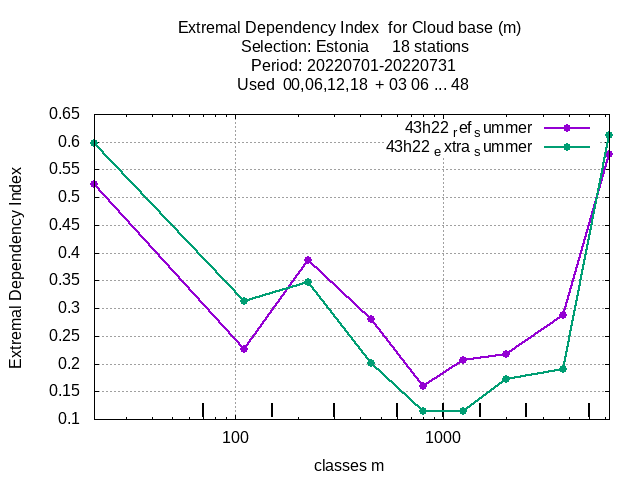 Extremal Dependency Index  for Cloud base (m)
Selection: Estonia     18 stations
Period: 20220701-20220731
Used  00,06,12,18  + 03 06 ... 48
43h22 ref summer
43h22 extra summer
Extremal Dependency Index
0.65
0.6
0.55
0.5
0.45
0.4
0.35
0.3
0.25
0.2
0.15
0.1
100
1000
classes m